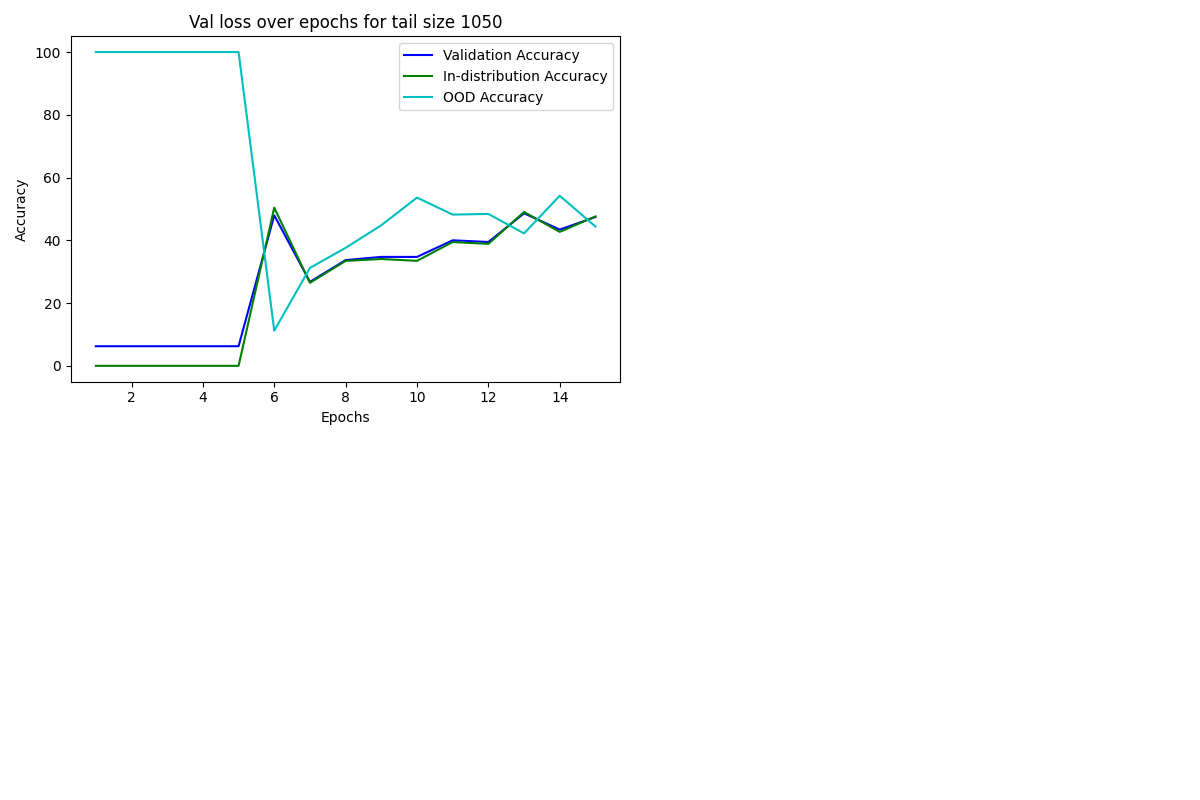 Val loss over epochs for tail size 1050
Validation Accuracy
In-distribution Accuracy
OOD Accuracy
100
80
60
40
20
0
Accuracy
2 4 6 8 10 12 14
Epochs